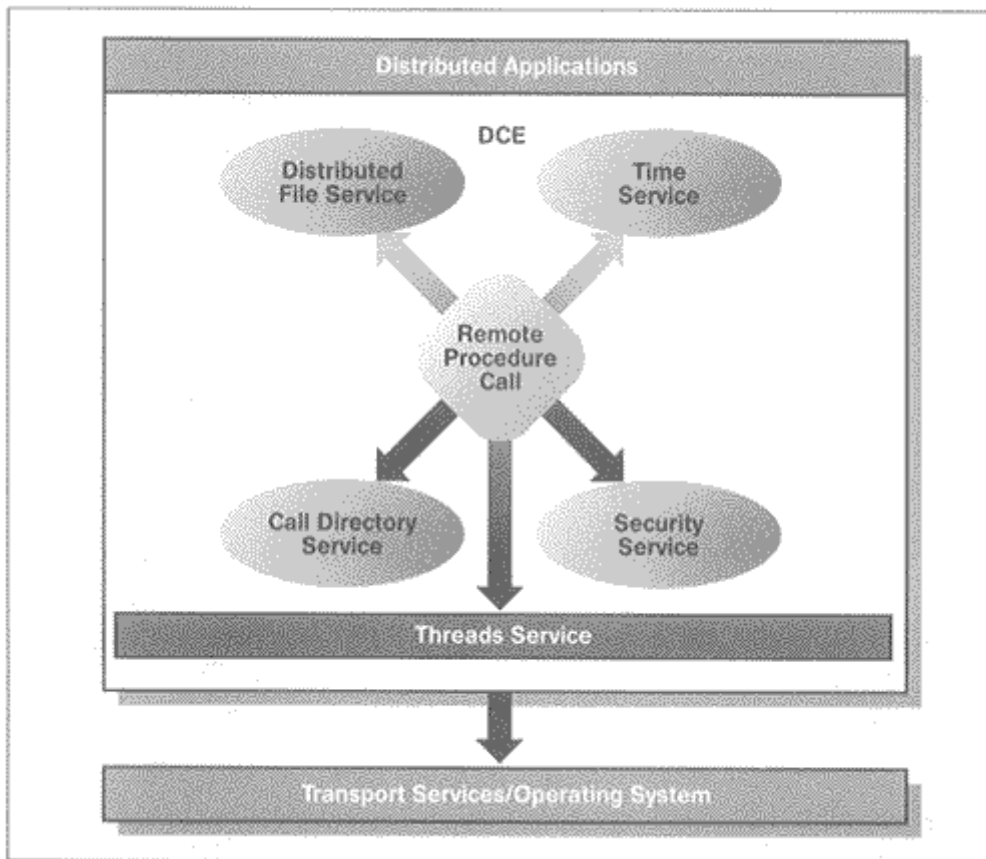 Distributed Applications
DCE
Distributed
File Service
Time
Service
Remote
Procedure
Call
Call Directory
Service
Security
Service
Threads Service
Transport Services/Operating System